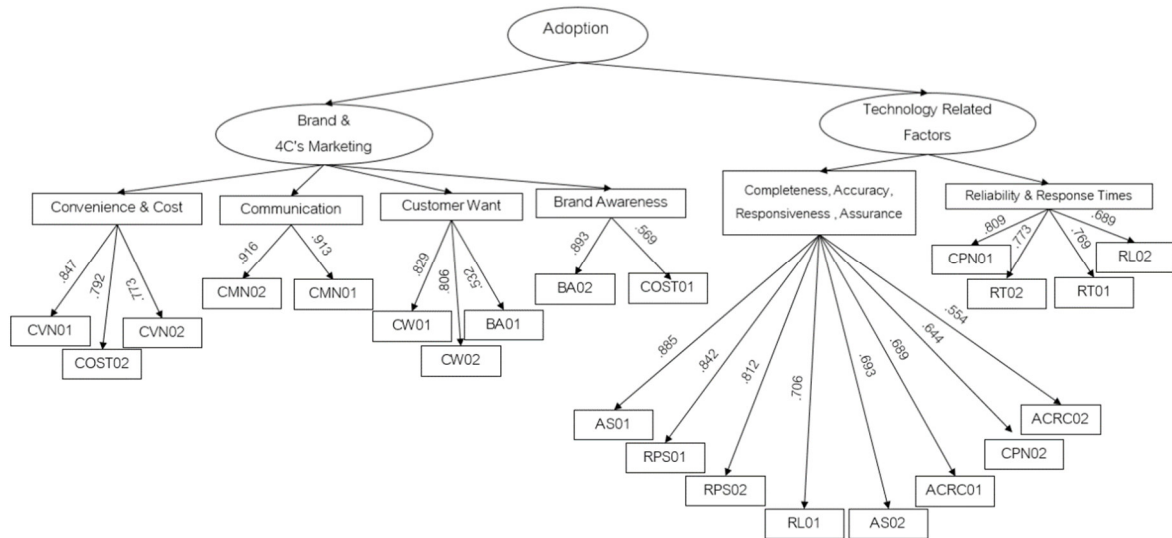 Adoption
Brand &
4C's Marketing
Technology Related
Factors
Convenience & Cost
Communication
Customer Want
Brand Awareness
Completeness, Accuracy,
Responsiveness , Assurance
Reliability & Response Times
.847
.792
.773
.916
.913
.829
.806
.532
.893
.569
.809
.773
.769
.689
CVN01
COST02
CVN02
CMN02
CMN01
CW01
CW02
BA01
BA02
COST01
CPN01
RT02
RT01
RL02
.885
.842
.812
.706
.693
.689
.644
.554
AS01
RPS01
RPS02
RL01
AS02
ACRC01
CPN02
ACRC02